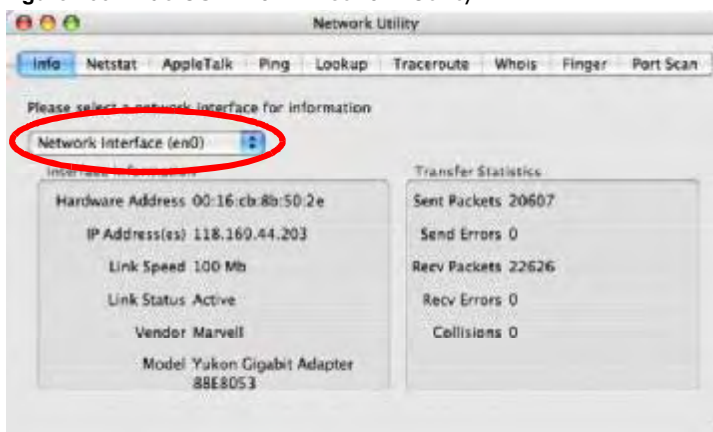 Network Utility
Info Netstat AppleTalk Ping Lookup Traceroute Whois Finger Port Scan
Please select a network interface for information
Network Interface (en0)
Interface Information
Transfer Statistics
Hardware Address 00:16:cb:8b:50:2e
Sent Packets 20607
IP Address(es) 118.169.44.203
Send Errors 0
Link Speed 100 Mb
Recv Packets 22626
Link Status Active
Recv Errors 0
Vendor Marvell
Collisions 0
Model Yukon Gigabit Adapter
88E8053